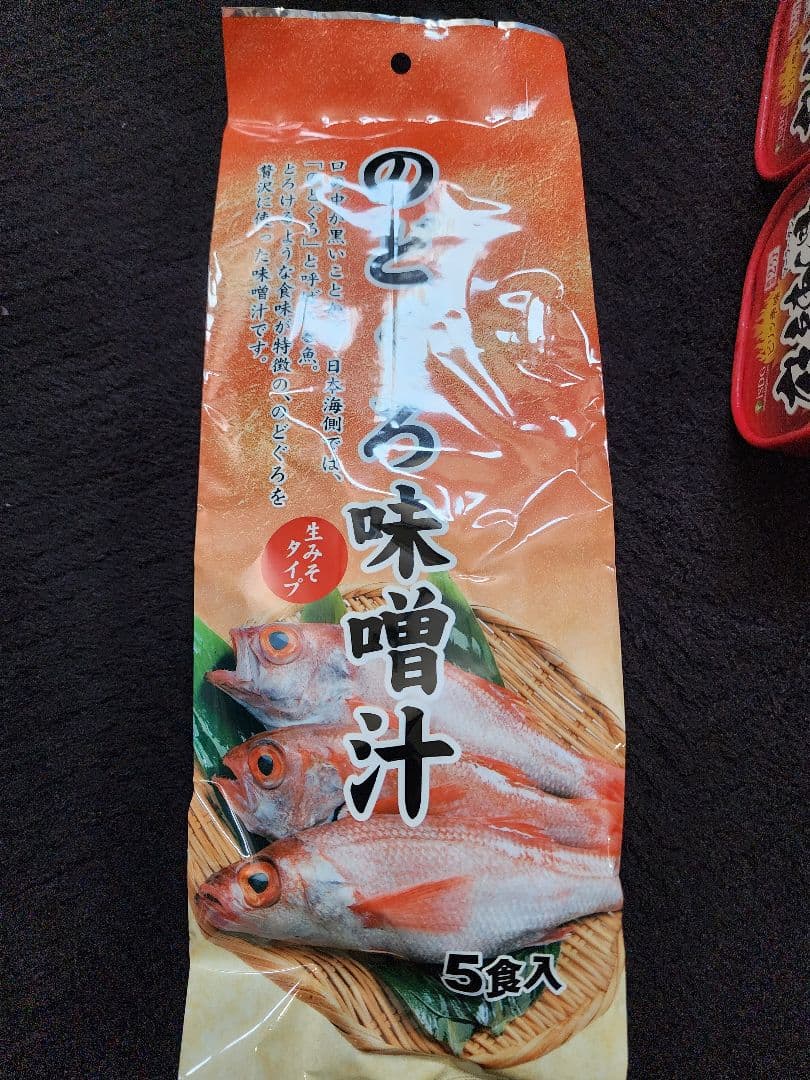 のどぐろ味噌汁
口の中が黒いことから、日本海側では、
「のどぐろ」と呼ばれる魚。
とろけるような食味が特徴の、のどぐろを
贅沢に使った味噌汁です。
生みそ
タイプ
5食入